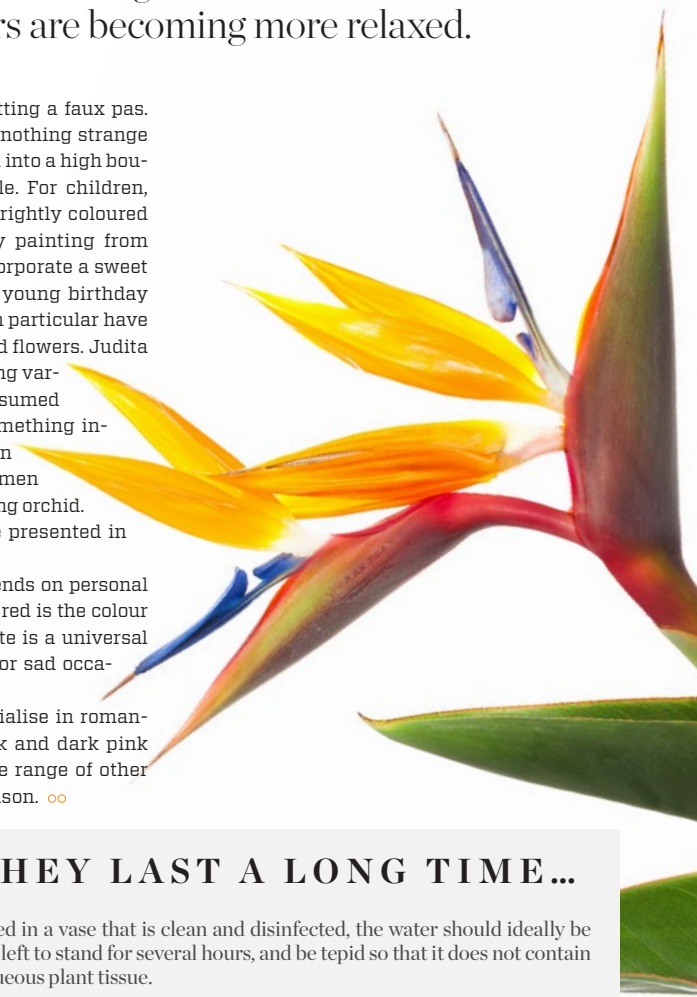 rs are becoming more relaxed.
tting a faux pas.
nothing strange
into a high bou-
le. For children,
rightly coloured
y painting from
orporate a sweet
young birthday
n particular have
d flowers. Judita
ng var-
sumed
mething in-
n
men
ng orchid.
e presented in
ends on personal
red is the colour
te is a universal
or sad occa-
ialise in roman-
k and dark pink
e range of other
son.
HEY LAST A LONG TIME...
ed in a vase that is clean and disinfected, the water should ideally be
left to stand for several hours, and be tepid so that it does not contain
ueous plant tissue.